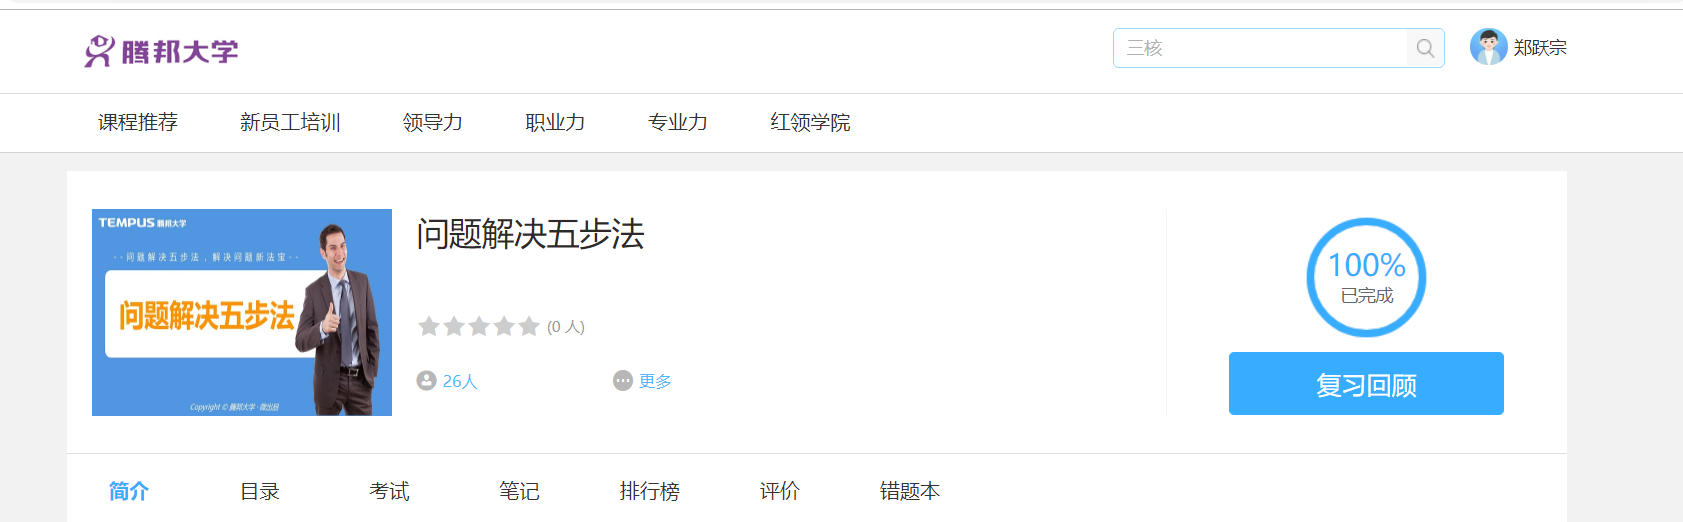 腾邦大学
三核
郑跃宗
课程推荐 新员工培训 领导力 职业力 专业力 红领学院
TEMPUS 腾邦大学
--问题解决五步法，解决问题新法宝--
问题解决五步法
Copyright © 腾邦大学·微出品
问题解决五步法
(0 人)
26人 更多
100%
已完成
复习回顾
简介 目录 考试 笔记 排行榜 评价 错题本